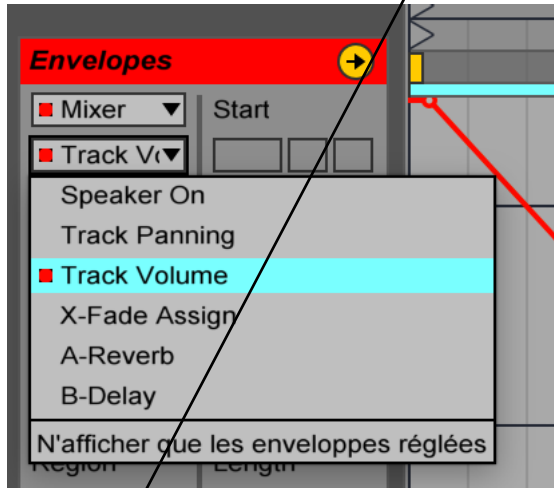 Envelopes
Mixer
Start
Track
Speaker On
Track Panning
Track Volume
X-Fade Assign
A-Reverb
B-Delay
N'afficher que les enveloppes réglées
Region
Length